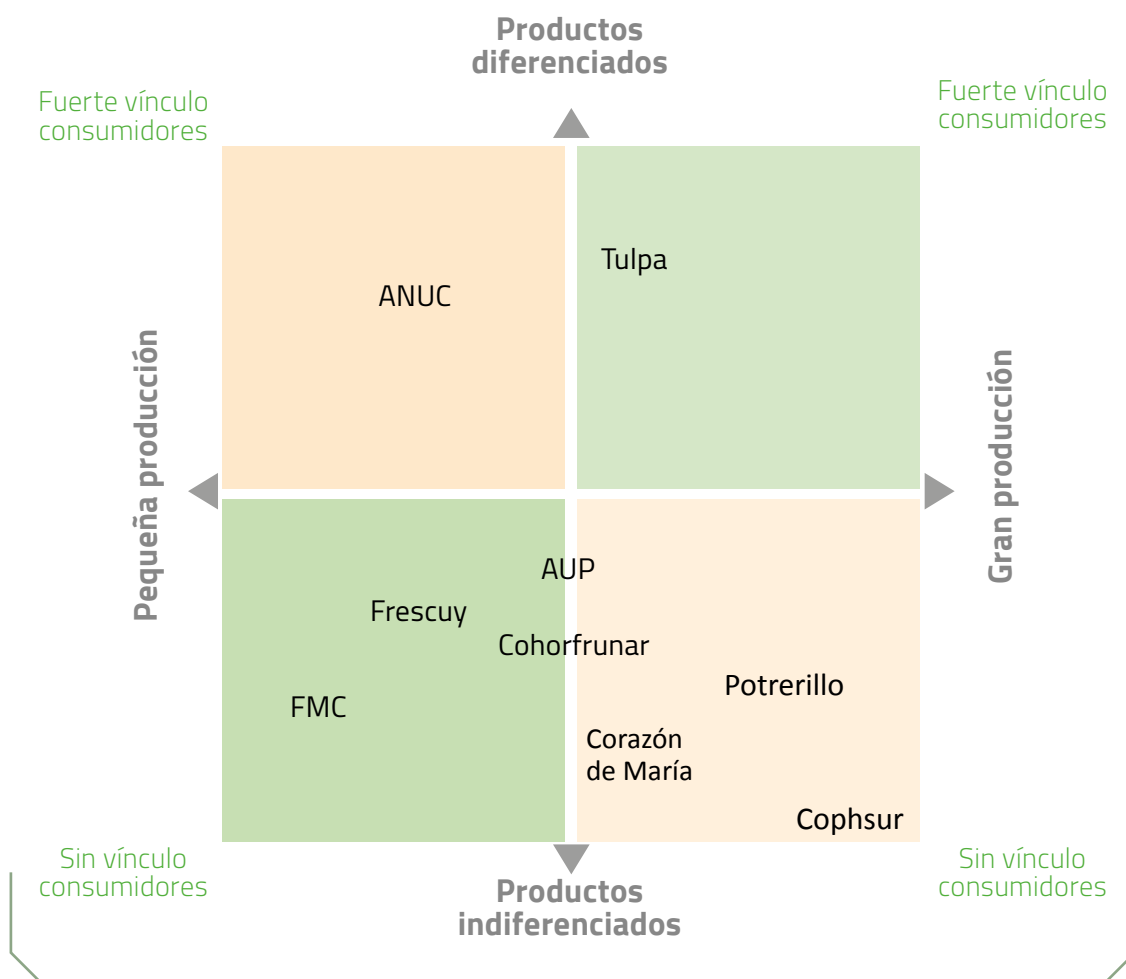 Productos
diferenciados
Fuerte vínculo
consumidores
Fuerte vínculo
consumidores
Tulpa
ANUC
Pequeña producción
Gran producción
AUP
Frescuy
Cohorfrunar
Potrerillo
FMC
Corazón
de María
Cophsur
Sin vínculo
consumidores
Sin vínculo
consumidores
Productos
indiferenciados